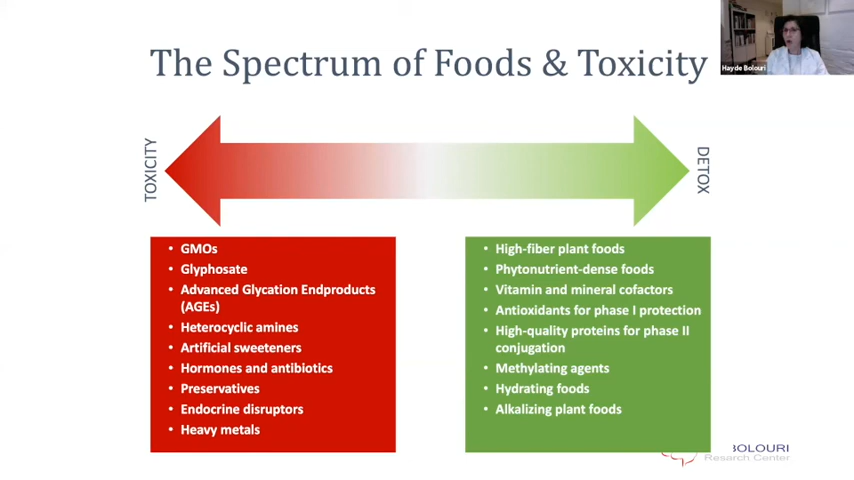 The Spectrum of Foods & Toxicity
Hayde Bolouri
TOXICITY
DETOX
• GMOs
• Glyphosate
• Advanced Glycation Endproducts
(AGEs)
• Heterocyclic amines
• Artificial sweeteners
• Hormones and antibiotics
• Preservatives
• Endocrine disruptors
• Heavy metals
• High-fiber plant foods
• Phytonutrient-dense foods
• Vitamin and mineral cofactors
• Antioxidants for phase I protection
• High-quality proteins for phase II
conjugation
• Methylating agents
• Hydrating foods
• Alkalizing plant foods
BOLOURI
Resarch Center